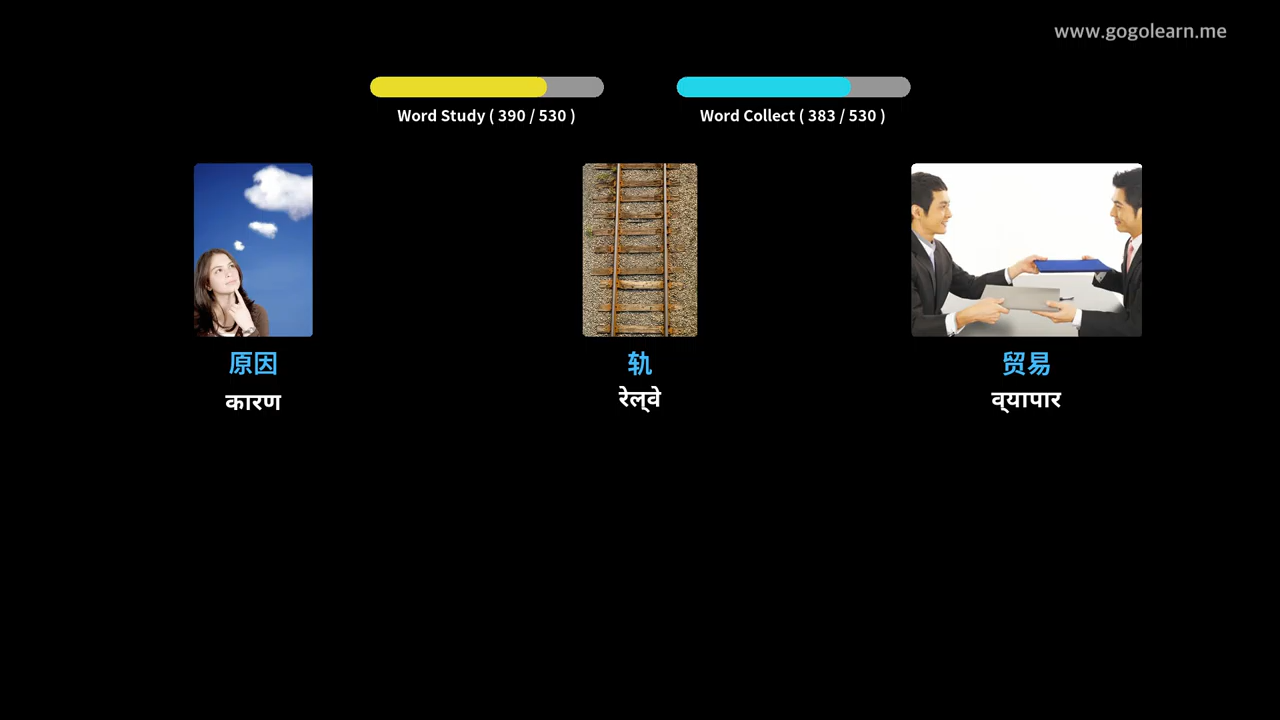 www.gogolearn.me
Word Study ( 390 / 530 )
Word Collect ( 383 / 530 )
原因
轨
贸易
कारण
रेल्‌वे
व्‌यापार